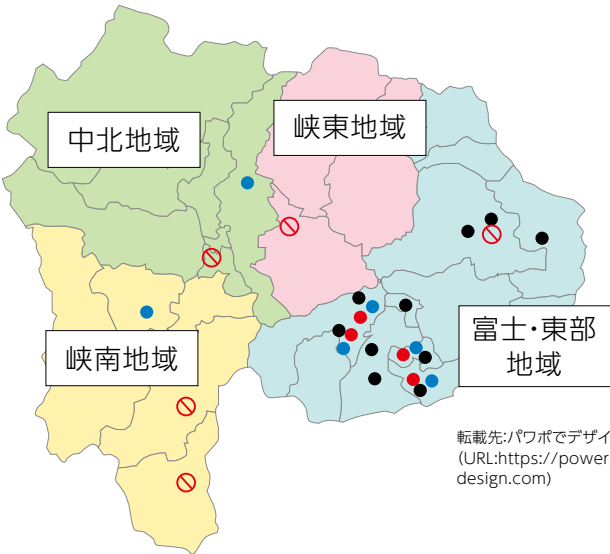 中北地域
峡東地域
峡南地域
富士・東部
地域
転載先:パワポでデザイ
(URL:https://power
design.com)